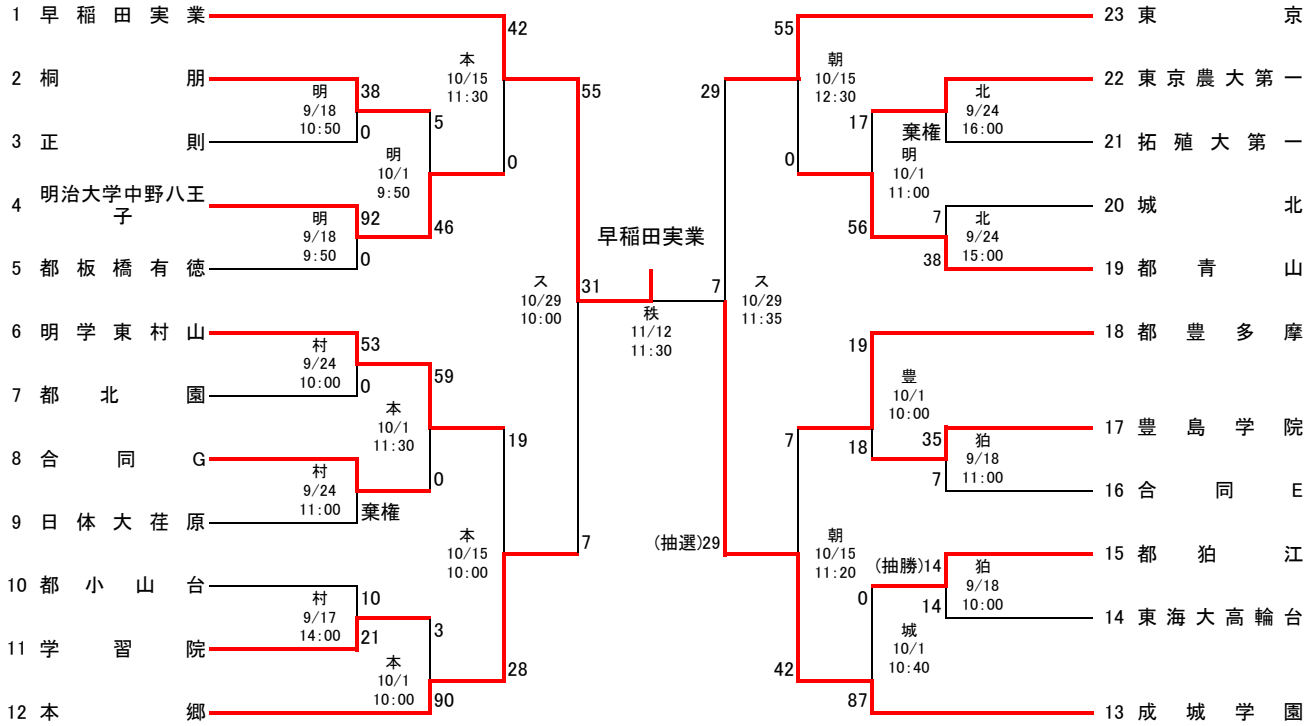 1 早稲田実業
42
55
23 東京
本
10/15
11:30
朝
10/15
12:30
2 桐朋
38
55
29
22 東京農大第一
明
9/18
10:50
北
9/24
16:00
0
5
17
棄権
3 正則
21 拓殖大第一
明
10/1
9:50
0
0
明
10/1
11:00
4 明治大学中野八王
子
20 城北
92
46
56
7
明
9/18
9:50
北
9/24
15:00
0
38
早稲田実業
5 都板橋有徳
19 都青山
ス
10/29
10:00
31
7
ス
10/29
11:35
秩
11/12
11:30
6 明学東村山
18 都豊多摩
53
19
村
9/24
10:00
0
59
豊
10/1
10:00
7 都北園
本
10/1
11:30
19
7
18
35
17 豊島学院
8 合同G
狛
9/18
11:00
村
9/24
11:00
0
7
16 合同E
9 日体大荏原
棄権
本
10/15
10:00
7
(抽選)29
朝
10/15
11:20
15 都狛江
(抽勝)14
狛
9/18
10:00
10 都小山台
10
0
14
14 東海大高輪台
村
9/17
14:00
21
3
城
10/1
10:40
11 学習院
本
10/1
10:00
28
42
90
87
12 本郷
13 成城学園